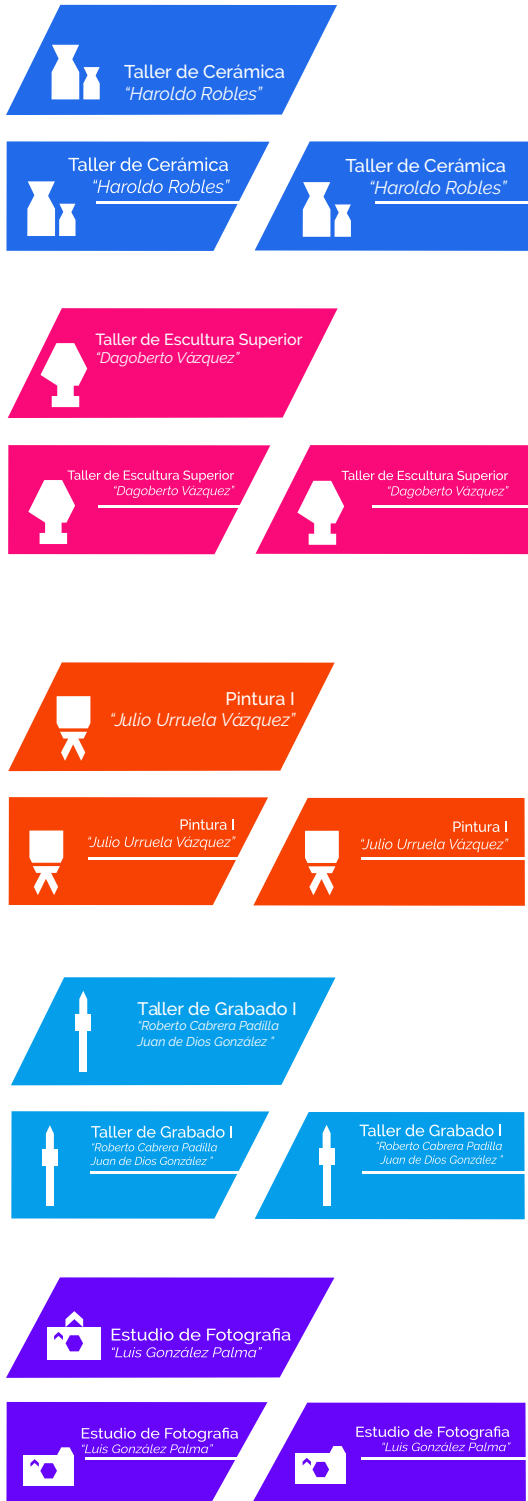 Taller de Cerámica
“Haroldo Robles”
Taller de Cerámica
“Haroldo Robles”
Taller de Cerámica
“Haroldo Robles”
Taller de Escultura Superior
“Dagoberto Vázquez”
Taller de Escultura Superior
“Dagoberto Vázquez”
Taller de Escultura Superior
“Dagoberto Vázquez”
Pintura I
“Julio Urruela Vázquez”
Pintura I
“Julio Urruela Vázquez”
Pintura I
“Julio Urruela Vázquez”
Taller de Grabado I
“Roberto Cabrera Padilla
Juan de Dios González ”
Taller de Grabado I
“Roberto Cabrera Padilla
Juan de Dios González ”
Taller de Grabado I
“Roberto Cabrera Padilla
Juan de Dios González ”
Estudio de Fotografia
“Luis González Palma”
Estudio de Fotografia
“Luis González Palma”
Estudio de Fotografia
“Luis González Palma”